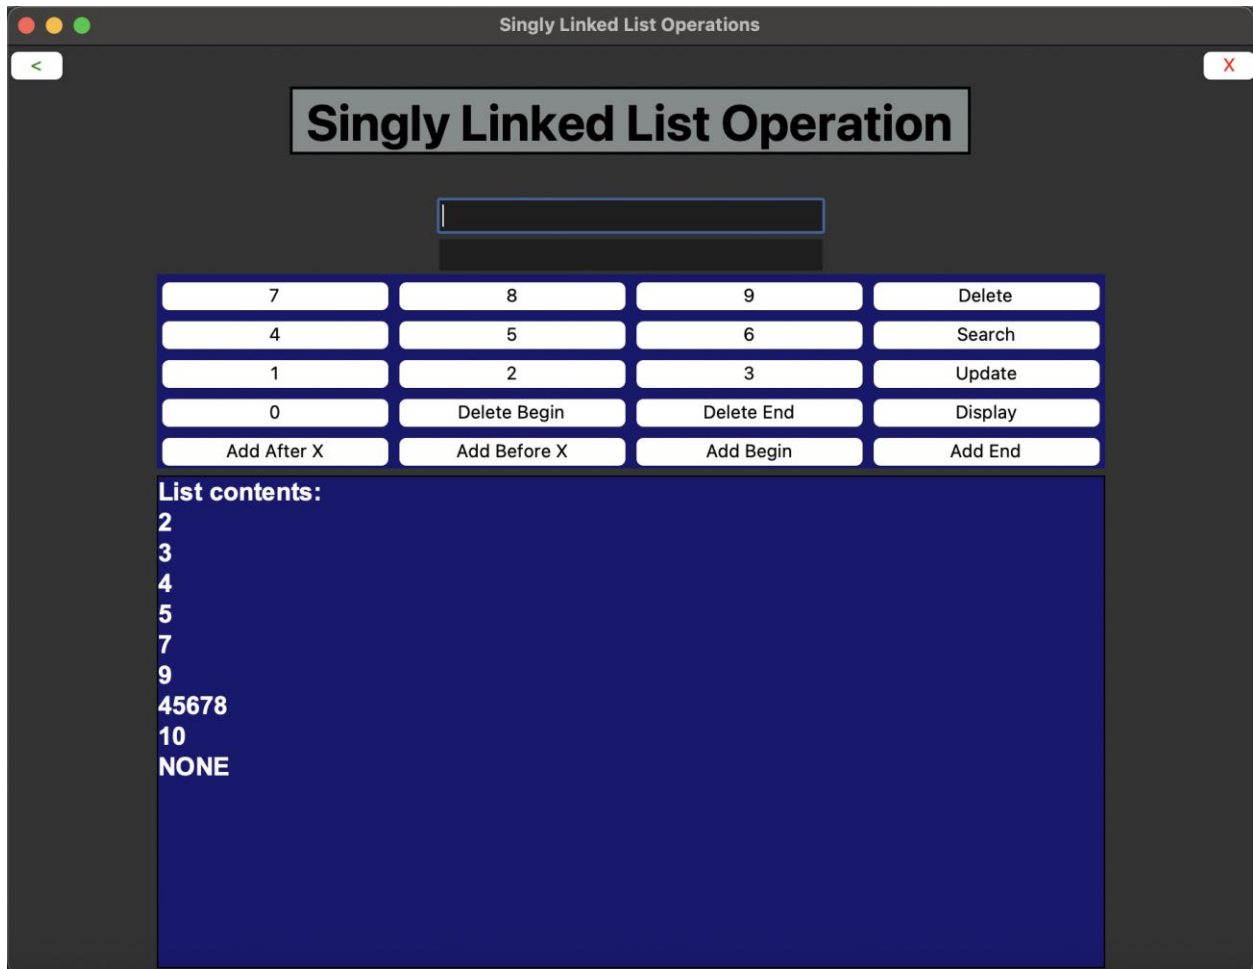 Singly Linked List Operations
< X
Singly Linked List Operation
7 8 9 Delete
4 5 6 Search
1 2 3 Update
0 Delete Begin Delete End Display
Add After X Add Before X Add Begin Add End
List contents:
2
3
4
5
7
9
45678
10
NONE